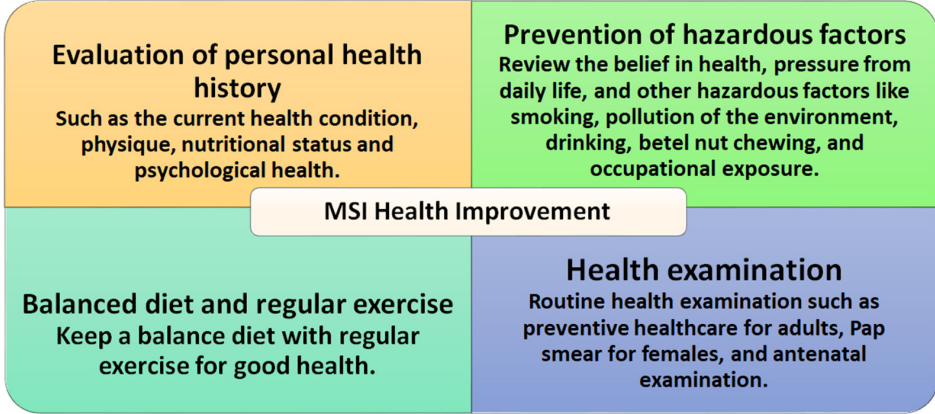 Evaluation of personal health
history
Such as the current health condition,
physique, nutritional status and
psychological health.
Prevention of hazardous factors
Review the belief in health, pressure from
daily life, and other hazardous factors like
smoking, pollution of the environment,
drinking, betel nut chewing, and
occupational exposure.
MSI Health Improvement
Balanced diet and regular exercise
Keep a balance diet with regular
exercise for good health.
Health examination
Routine health examination such as
preventive healthcare for adults, Pap
smear for females, and antenatal
examination.